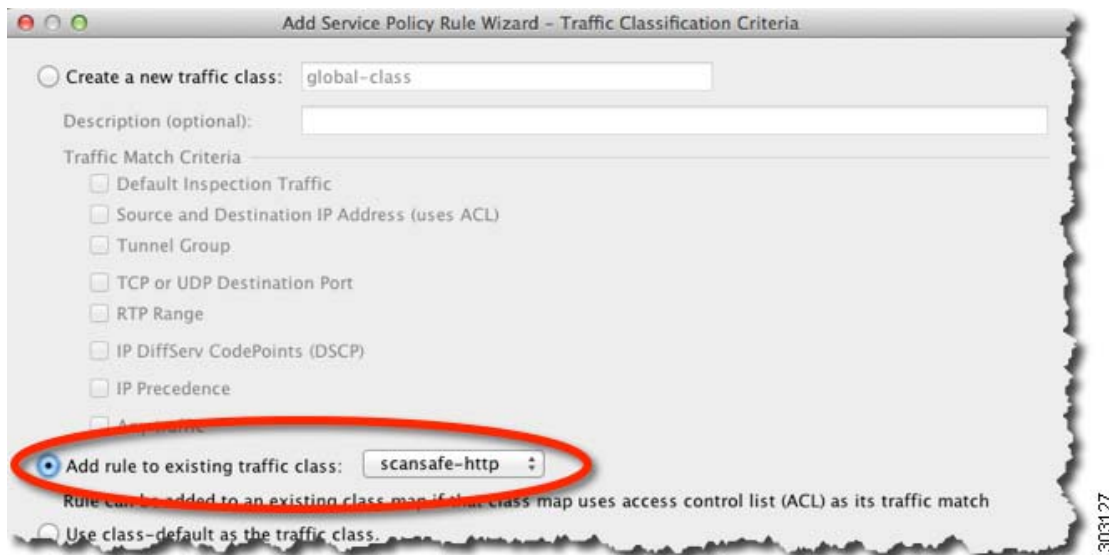 Add Service Policy Rule Wizard – Traffic Classification Criteria
Create a new traffic class: global-class
Description (optional):
Traffic Match Criteria
Default Inspection Traffic
Source and Destination IP Address (uses ACL)
Tunnel Group
TCP or UDP Destination Port
RTP Range
IP DiffServ CodePoints (DSCP)
IP Precedence
Any traffic
Add rule to existing traffic class: scansafe-http
Rule can be added to an existing class map if that class map uses access control list (ACL) as its traffic match
Use class-default as the traffic class.
303127